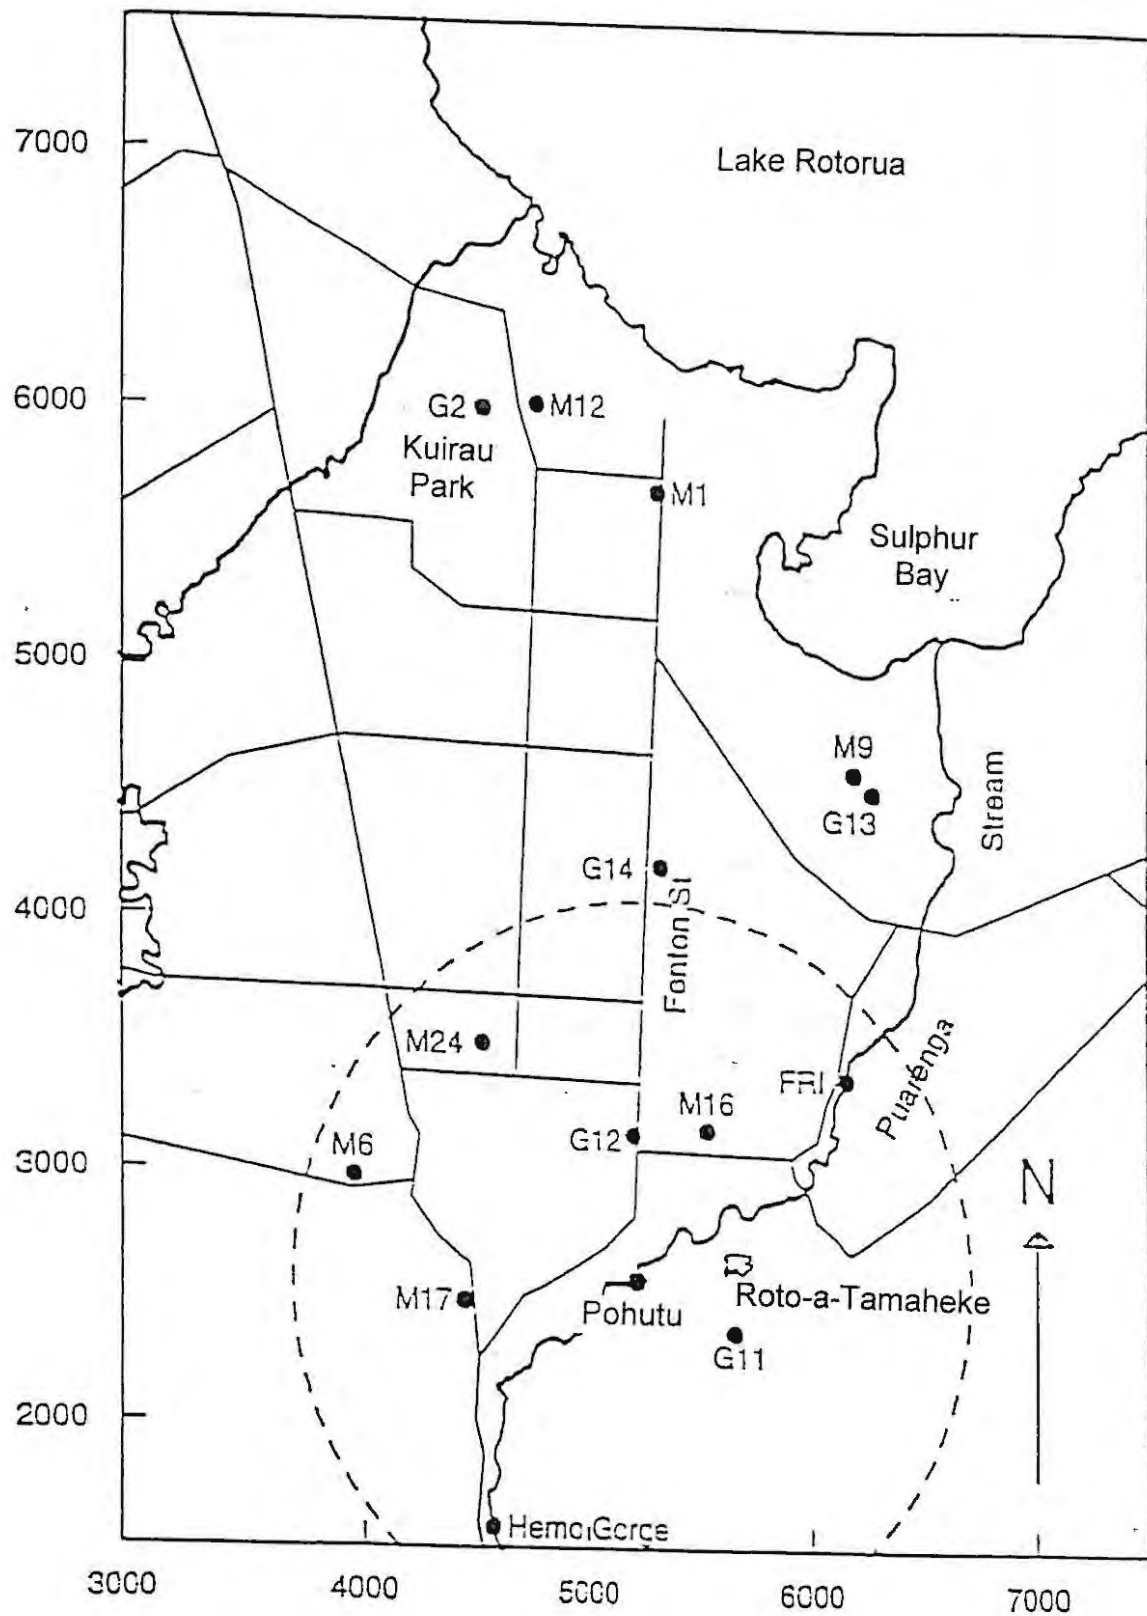 7000
Lake Rotorua
6000
G2
M12
Kuirau
Park
M1
Sulphur
Bay
5000
M9
G13
Stream
G14
4000
Fonton St
M24
FRI
M16
Puarenga
G12
3000
M6
N
M17
Pohutu
Roto-a-Tamaheke
G11
2000
Hemo Gorge
3000
4000
5000
6000
7000